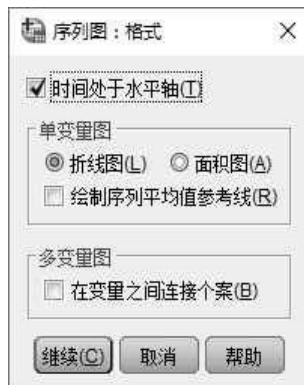 序列图：格式
时间处于水平轴(T)
单变量图
折线图(L) 面积图(A)
绘制序列平均值参考线(R)
多变量图
在变量之间连接个案(B)
继续(C) 取消 帮助